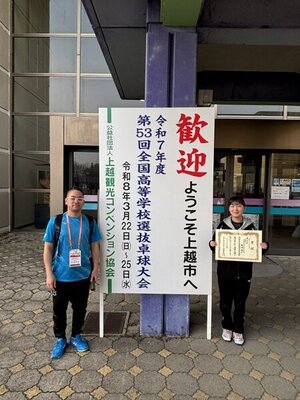 歓迎
ようこそ上越市へ
令和7年度
第53回全国高等学校選抜卓球大会
令和8年3月22日(日)～25日(水)
公益社団法人 上越観光コンベンション協会